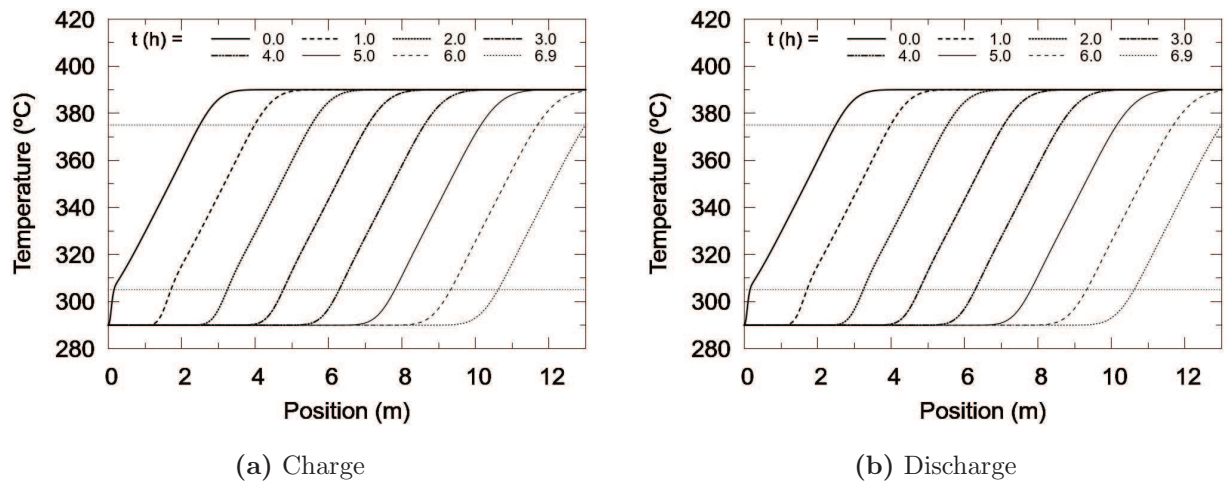 t (h) = 0.0 1.0 2.0 3.0
4.0 5.0 6.0 6.9
420
400
380
360
340
320
300
280
Temperature (ºC)
0 2 4 6 8 10 12
Position (m)
(a) Charge
t (h) = 0.0 1.0 2.0 3.0
4.0 5.0 6.0 6.9
420
400
380
360
340
320
300
280
Temperature (ºC)
0 2 4 6 8 10 12
Position (m)
(b) Discharge